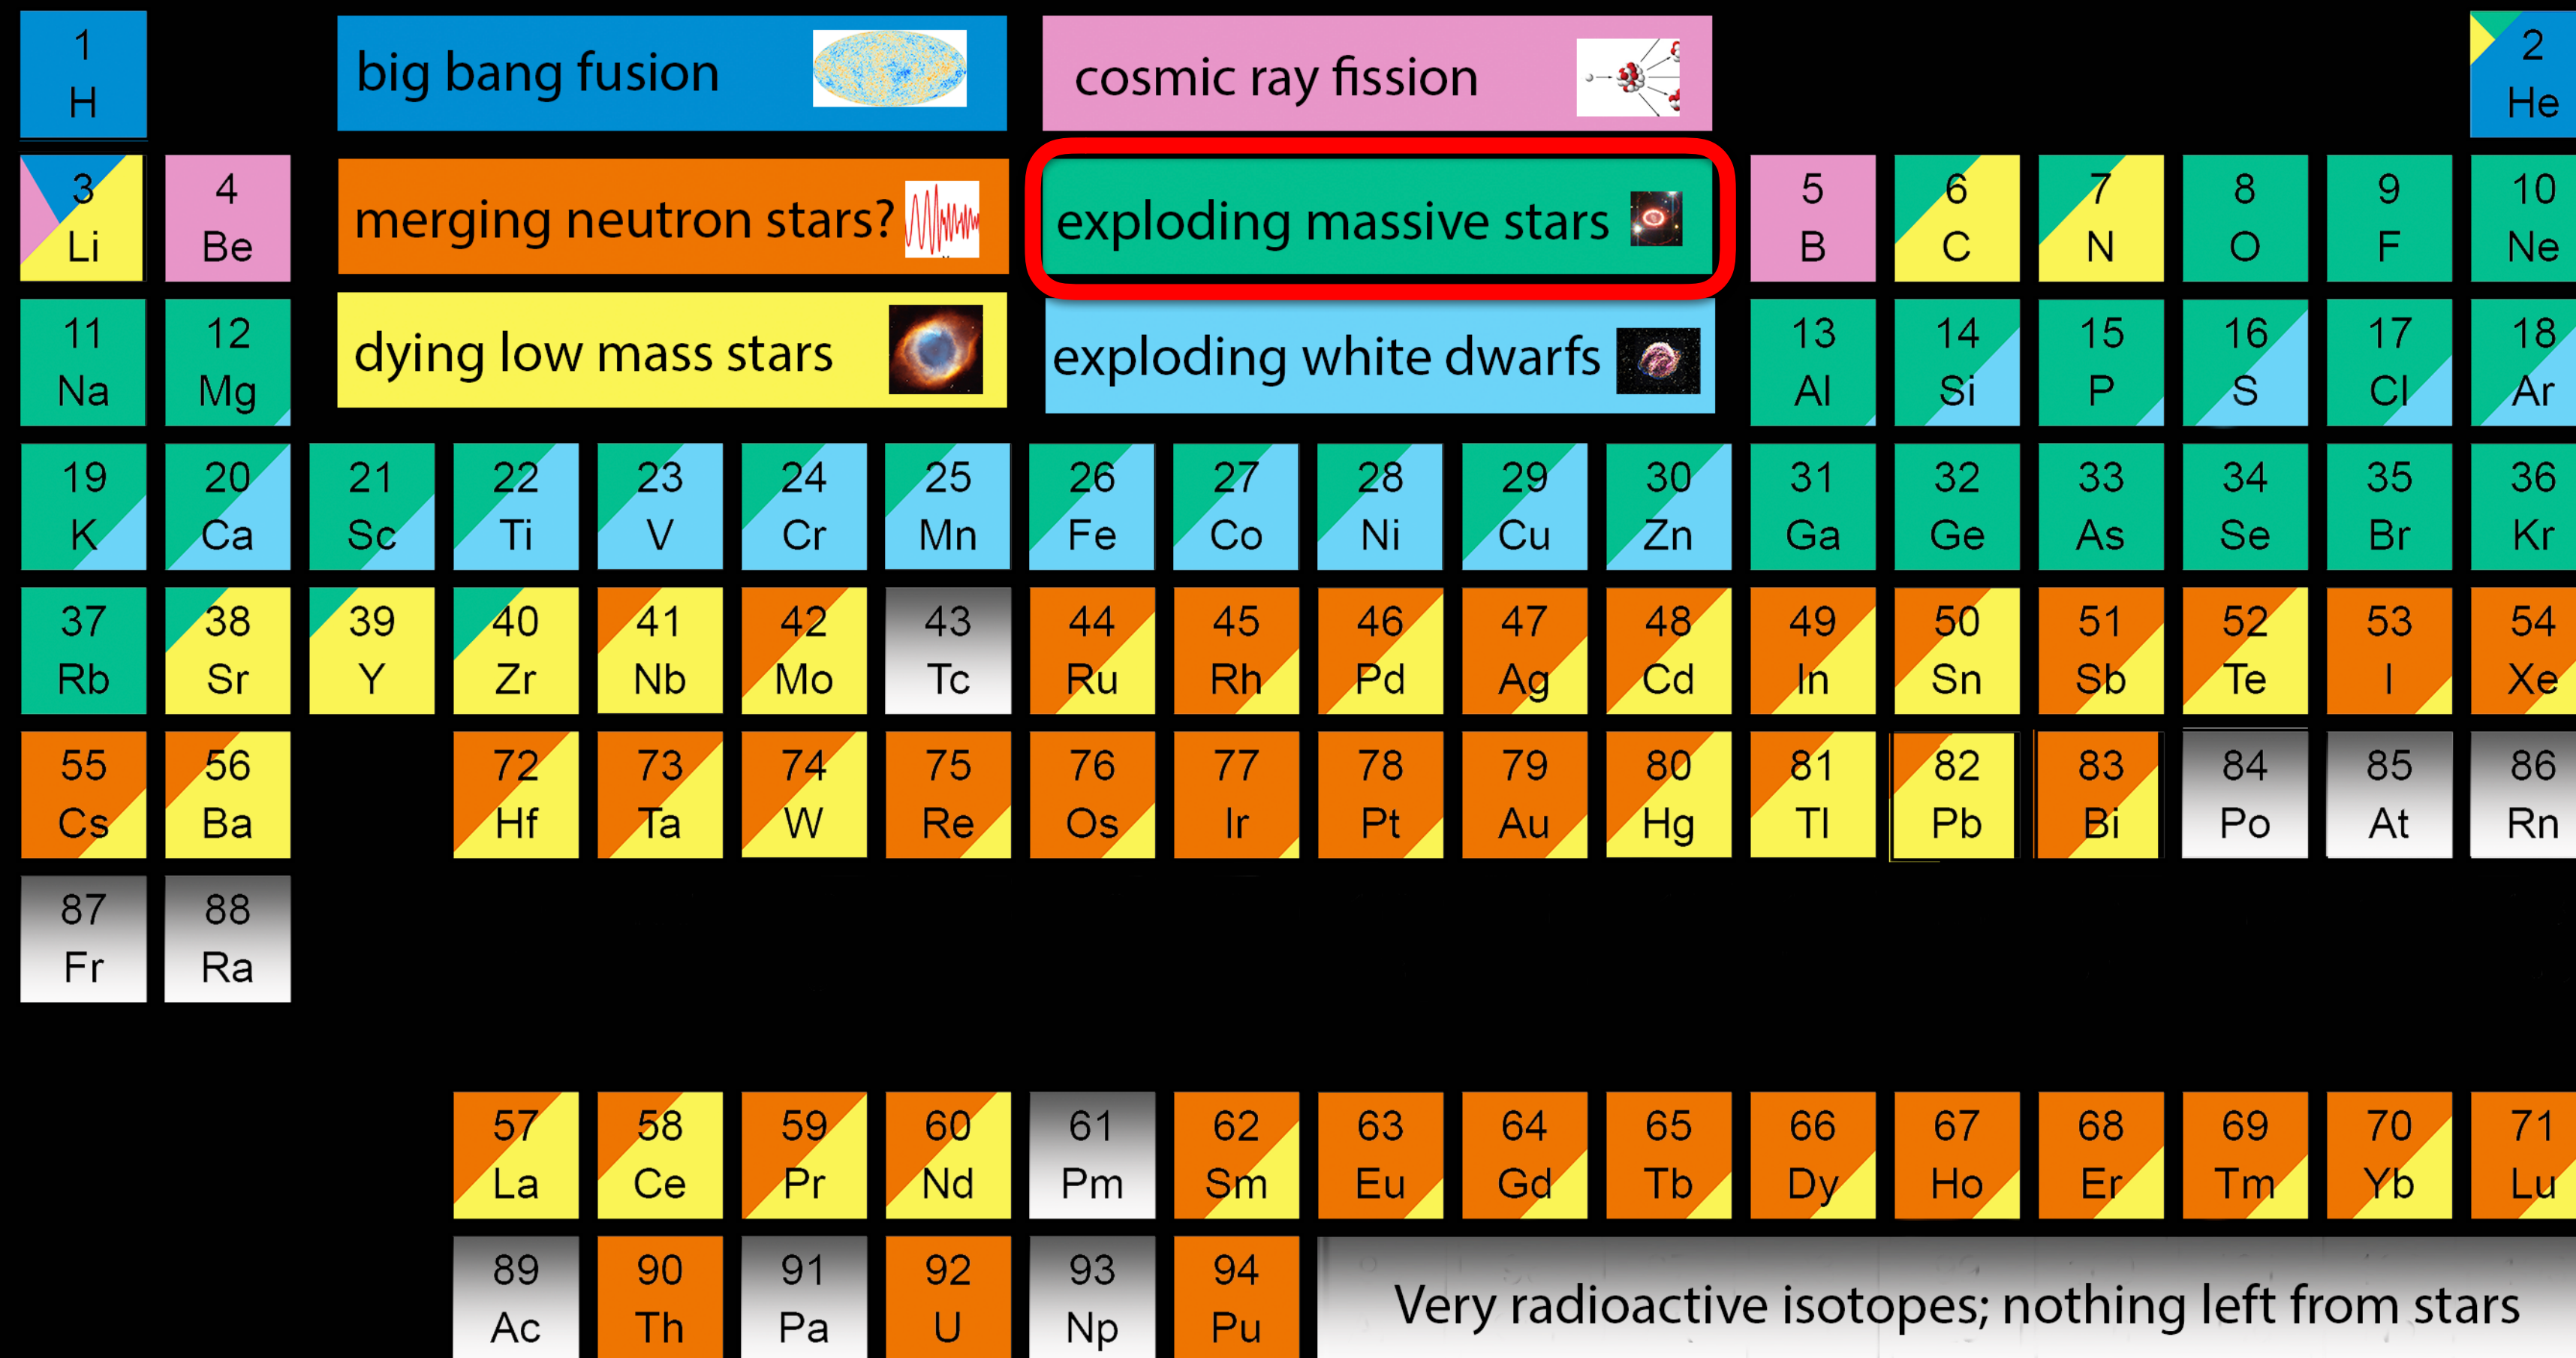 1 big bang fusion cosmic ray fission 2
H He
3 4 merging neutron stars? exploding massive stars 5 6 7 8 9 10
Li Be B C N O F Ne
11 12 dying low mass stars exploding white dwarfs 13 14 15 16 17 18
Na Mg Al Si P S Cl Ar
19 20 21 22 23 24 25 26 27 28 29 30 31 32 33 34 35 36
K Ca Sc Ti V Cr Mn Fe Co Ni Cu Zn Ga Ge As Se Br Kr
37 38 39 40 41 42 43 44 45 46 47 48 49 50 51 52 53 54
Rb Sr Y Zr Nb Mo Tc Ru Rh Pd Ag Cd In Sn Sb Te I Xe
55 56 72 73 74 75 76 77 78 79 80 81 82 83 84 85 86
Cs Ba Hf Ta W Re Os Ir Pt Au Hg Tl Pb Bi Po At Rn
87 88
Fr Ra
57 58 59 60 61 62 63 64 65 66 67 68 69 70 71
La Ce Pr Nd Pm Sm Eu Gd Tb Dy Ho Er Tm Yb Lu
89 90 91 92 93 94
Ac Th Pa U Np Pu
Very radioactive isotopes; nothing left from stars